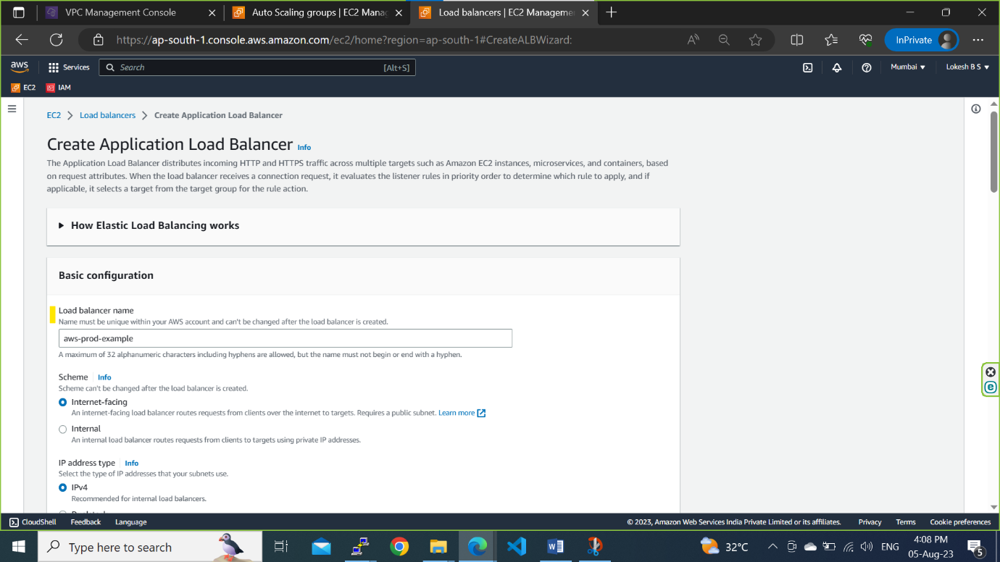 VPC Management Console
Auto Scaling groups | EC2 Manag
Load balancers | EC2 Manageme
https://ap-south-1.console.aws.amazon.com/ec2/home?region=ap-south-1#CreateALBWizard:
InPrivate
aws
Services
Search
[Alt+S]
Mumbai
Lokesh B S
EC2
IAM
EC2 > Load balancers > Create Application Load Balancer
Create Application Load Balancer Info
The Application Load Balancer distributes incoming HTTP and HTTPS traffic across multiple targets such as Amazon EC2 instances, microservices, and containers, based
on request attributes. When the load balancer receives a connection request, it evaluates the listener rules in priority order to determine which rule to apply, and if
applicable, it selects a target from the target group for the rule action.
How Elastic Load Balancing works
Basic configuration
Load balancer name
Name must be unique within your AWS account and can't be changed after the load balancer is created.
aws-prod-example
A maximum of 32 alphanumeric characters including hyphens are allowed, but the name must not begin or end with a hyphen.
Scheme Info
Scheme can't be changed after the load balancer is created.
Internet-facing
An internet-facing load balancer routes requests from clients over the internet to targets. Requires a public subnet. Learn more
Internal
An internal load balancer routes requests from clients to targets using private IP addresses.
IP address type Info
Select the type of IP addresses that your subnets use.
IPv4
Recommended for internal load balancers.
CloudShell
Feedback
Language
© 2023, Amazon Web Services India Private Limited or its affiliates.
Privacy
Terms
Cookie preferences
Type here to search
32°C
ENG
4:08 PM
05-Aug-23
5